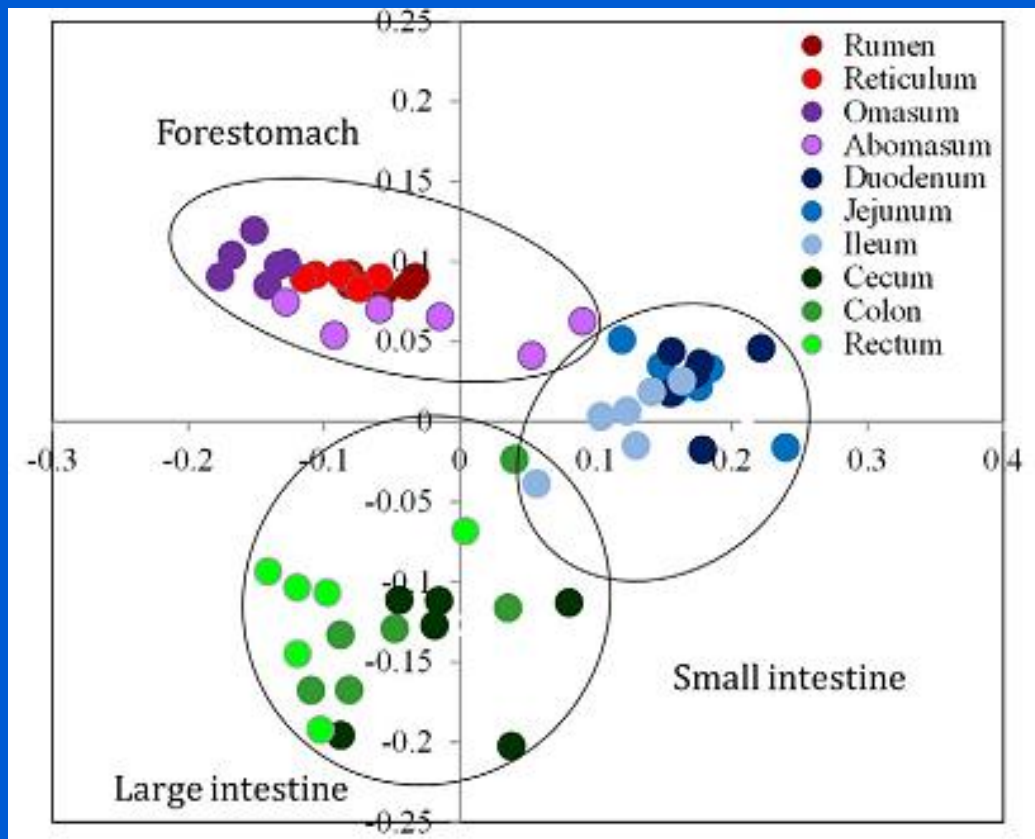 0.25
Rumen
Reticulum
0.2
Omasum
Forestomach
Abomasum
0.15
Duodenum
Jejunum
Ileum
0.1
Cecum
Colon
0.05
Rectum
0
-0.3 -0.2 -0.1 0 0.1 0.2 0.3 0.4
-0.05
-0.1
-0.15
Small intestine
-0.2
Large intestine
-0.25